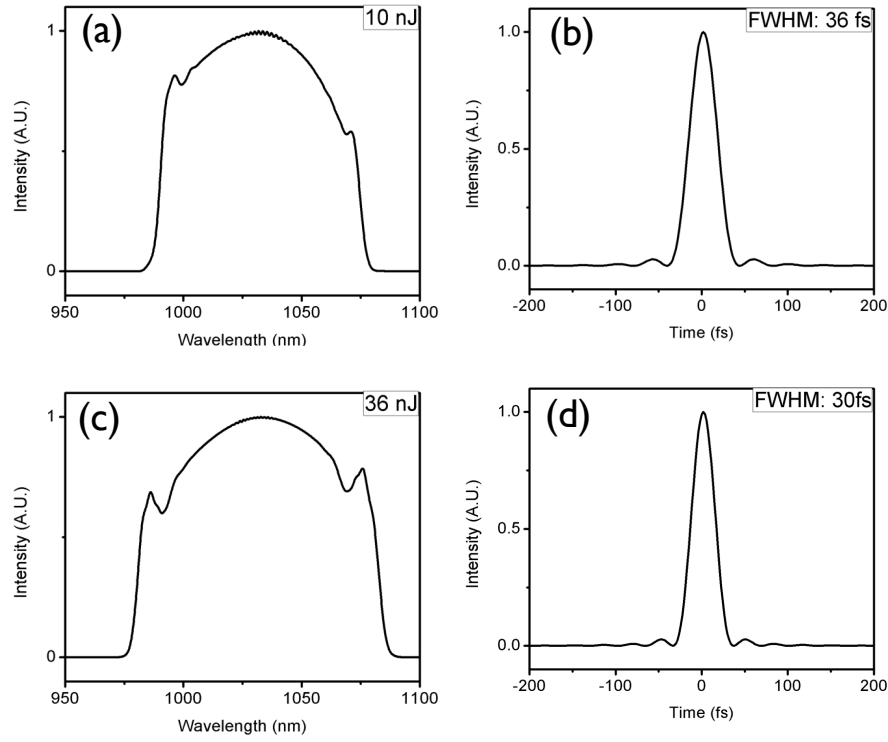 (a)
10 nJ
1
0
Intensity (A.U.)
950 1000 1050 1100
Wavelength (nm)
(b)
FWHM: 36 fs
1.0
0.5
0.0
Intensity (A.U.)
-200 -100 0 100 200
Time (fs)
(c)
36 nJ
1
0
Intensity (A.U.)
950 1000 1050 1100
Wavelength (nm)
(d)
FWHM: 30fs
1.0
0.5
0.0
Intensity (A.U.)
-200 -100 0 100 200
Time (fs)